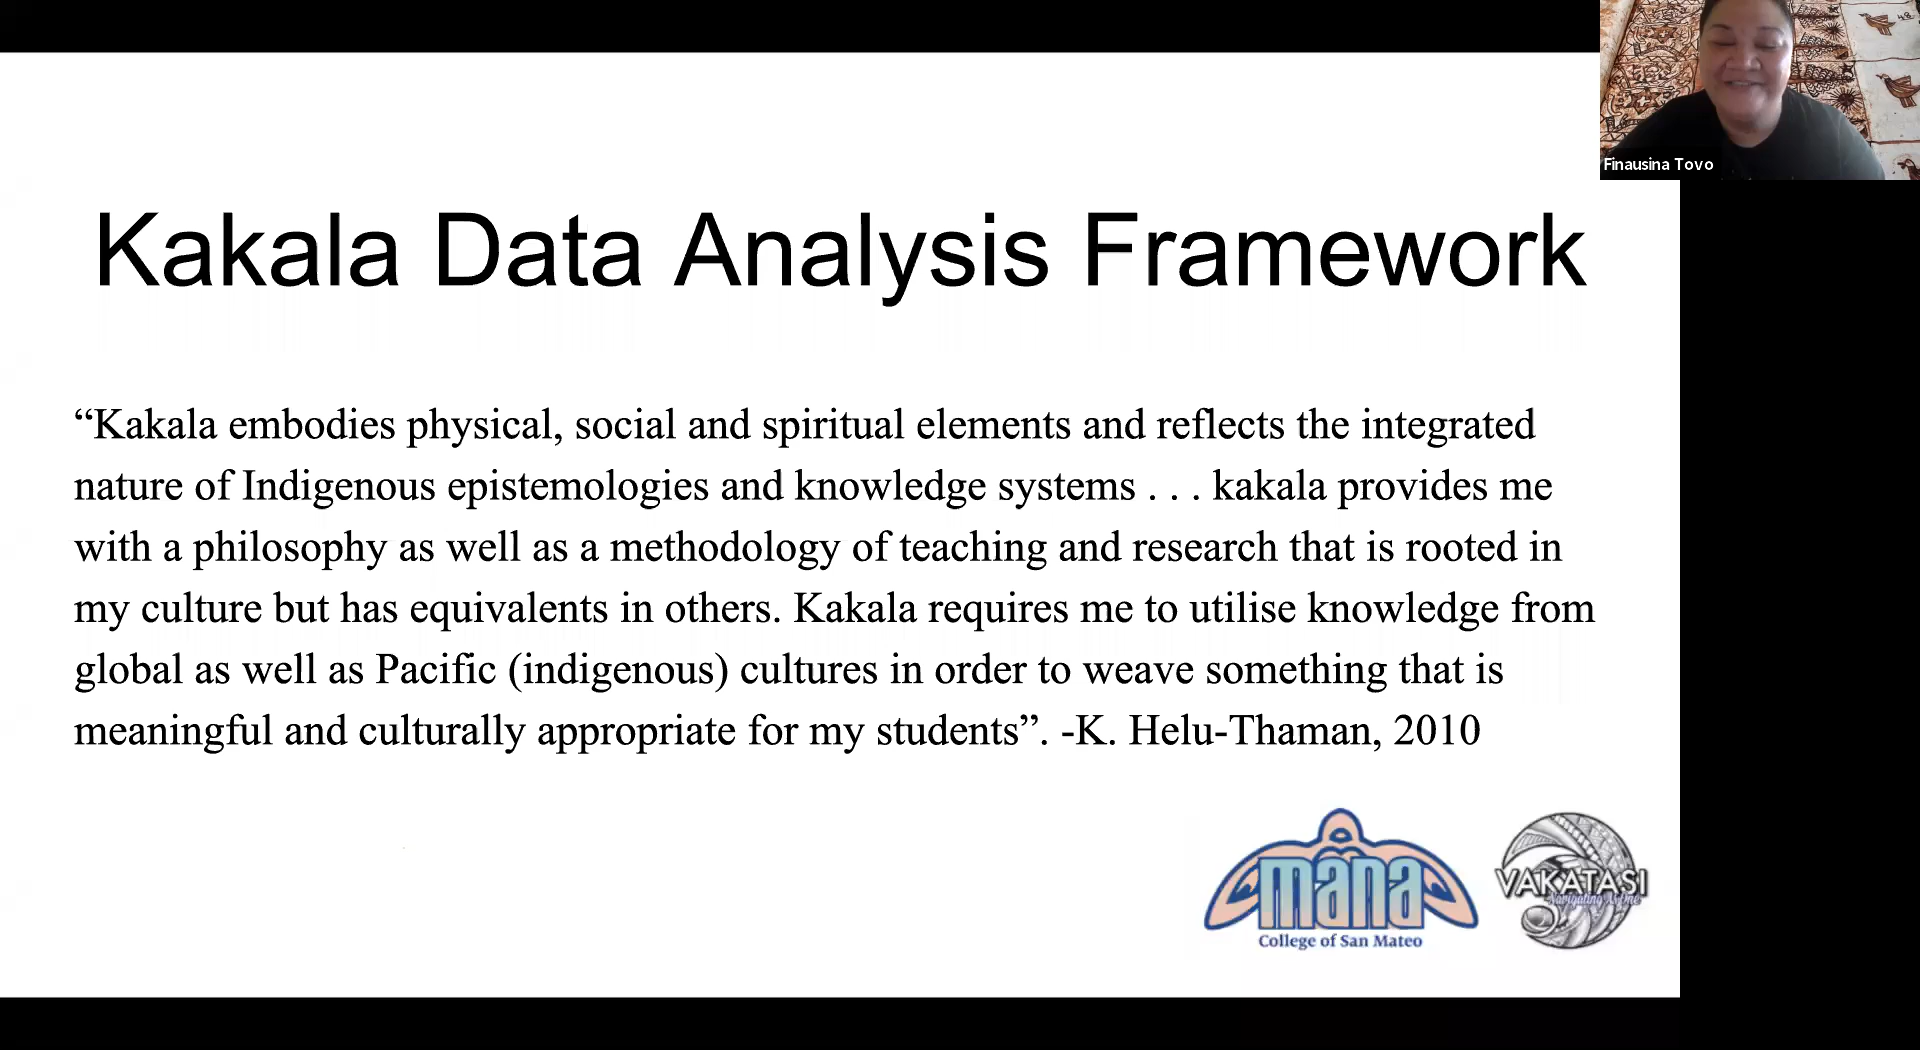 Finausina Tovo
Kakala Data Analysis Framework
“Kakala embodies physical, social and spiritual elements and reflects the integrated
nature of Indigenous epistemologies and knowledge systems . . . kakala provides me
with a philosophy as well as a methodology of teaching and research that is rooted in
my culture but has equivalents in others. Kakala requires me to utilise knowledge from
global as well as Pacific (indigenous) cultures in order to weave something that is
meaningful and culturally appropriate for my students”. -K. Helu-Thaman, 2010
mana
College of San Mateo
VAKATASI
Navigating As One